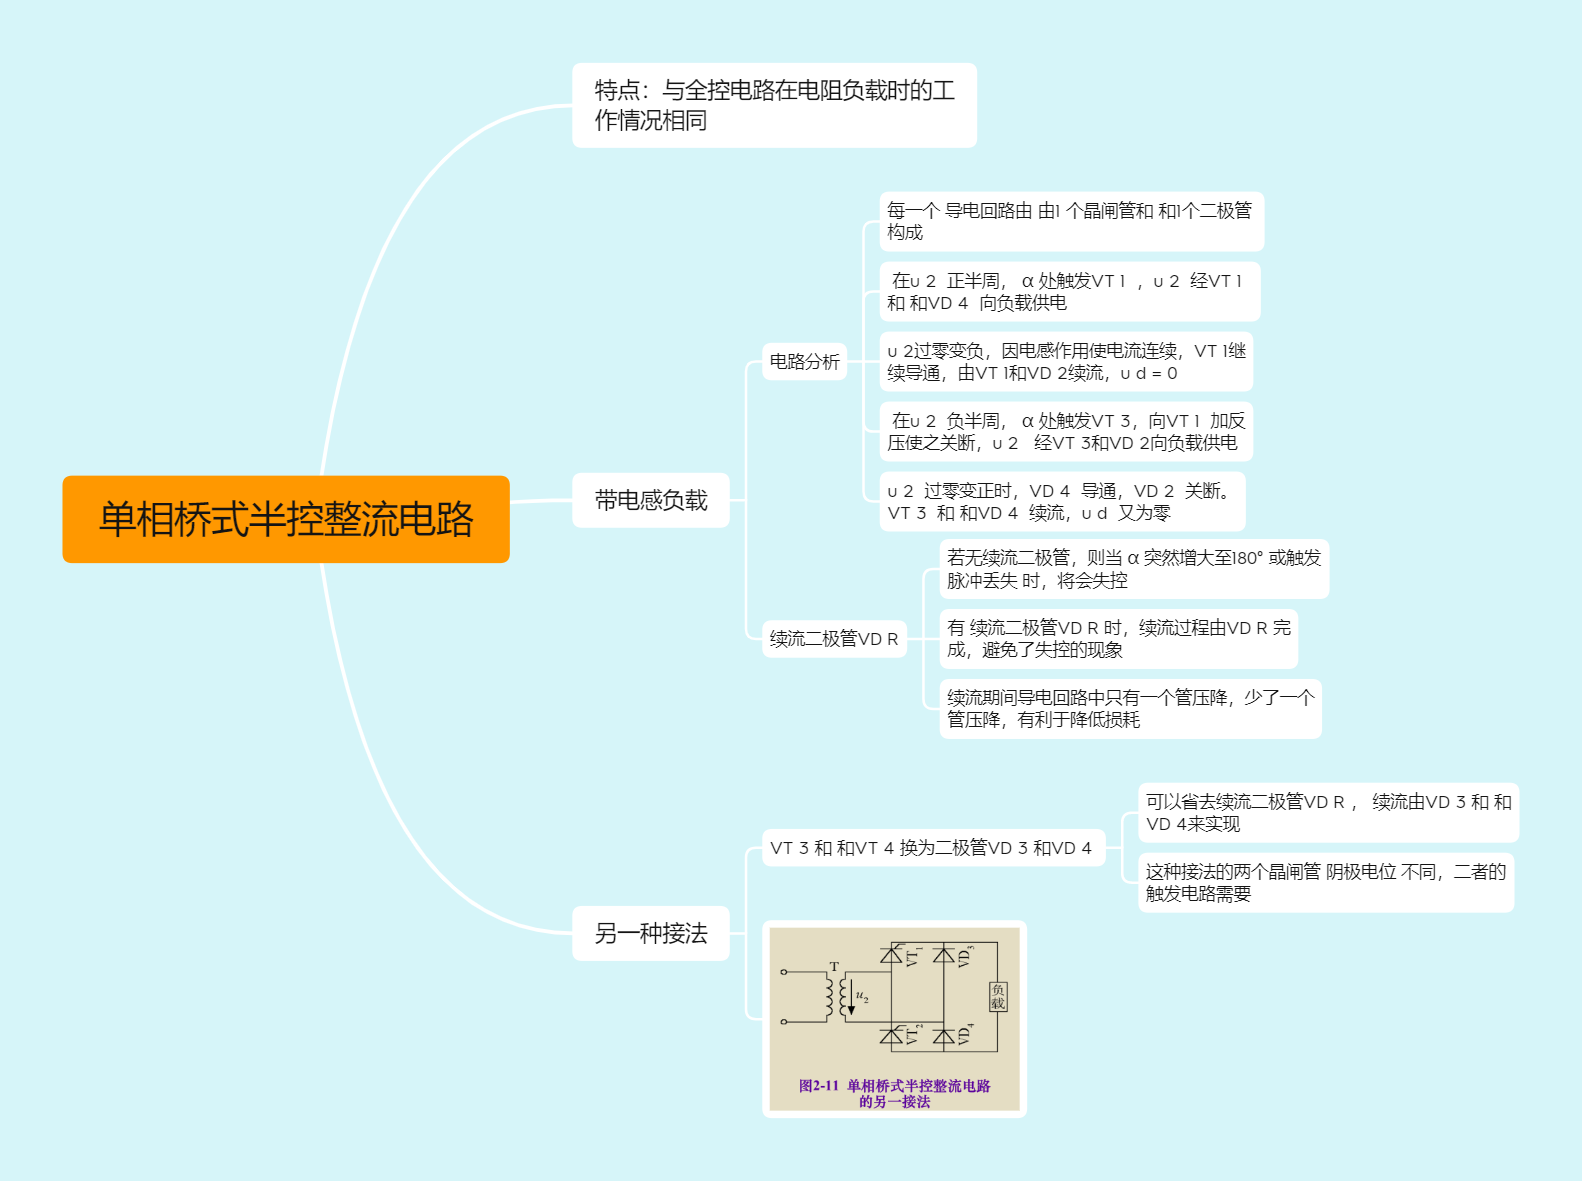 特点：与全控电路在电阻负载时的工
作情况相同
每一个 导电回路由 由1 个晶闸管和 和1个二极管
构成
在u 2 正半周， α 处触发VT 1 ，u 2 经VT 1
和 和VD 4 向负载供电
电路分析
u 2过零变负，因电感作用使电流连续，VT 1继
续导通，由VT 1和VD 2续流，u d = 0
在u 2 负半周， α 处触发VT 3，向VT 1 加反
压使之关断，u 2 经VT 3和VD 2向负载供电
u 2 过零变正时，VD 4 导通，VD 2 关断。
VT 3 和 和VD 4 续流，u d 又为零
单相桥式半控整流电路
带电感负载
若无续流二极管，则当 α 突然增大至180° 或触发
脉冲丢失 时，将会失控
续流二极管VD R
有 续流二极管VD R 时，续流过程由VD R 完
成，避免了失控的现象
续流期间导电回路中只有一个管压降，少了一个
管压降，有利于降低损耗
可以省去续流二极管VD R ， 续流由VD 3 和 和
VD 4来实现
VT 3 和 和VT 4 换为二极管VD 3 和VD 4
这种接法的两个晶闸管 阴极电位 不同，二者的
触发电路需要
另一种接法
VT1
VD3
T
u2
负
载
VT2
VD4
图2-11 单相桥式半控整流电路
的另一接法